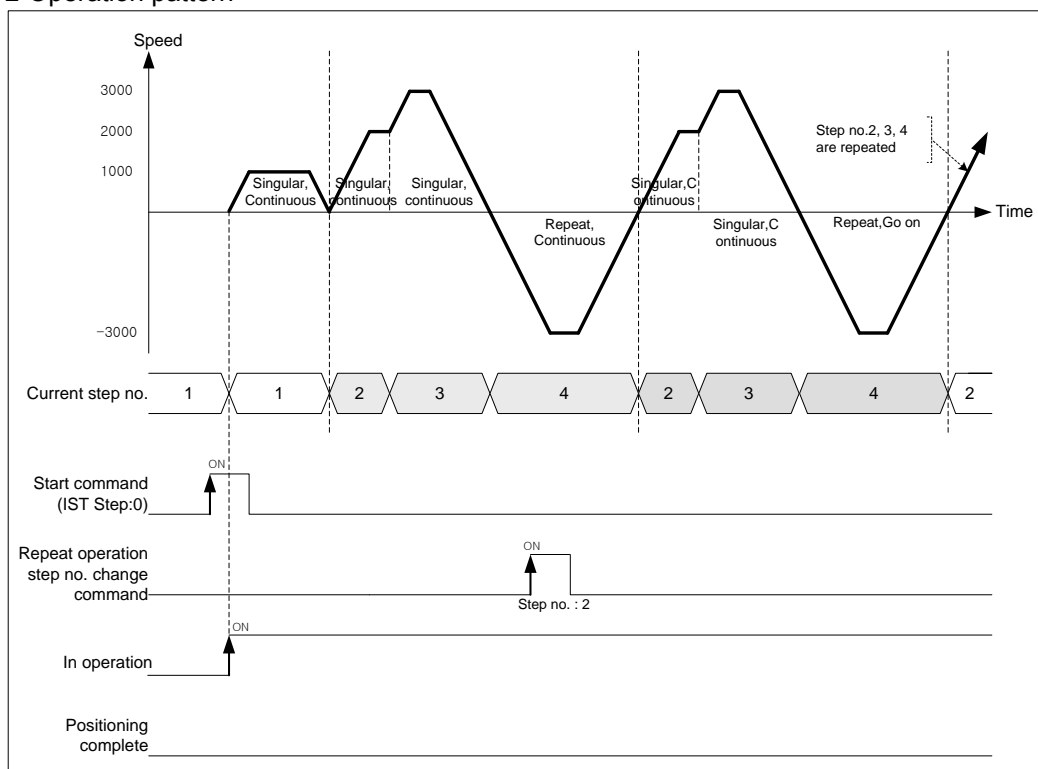 Speed
3000
2000
1000
-3000
Singular,
Continuous
Singular,
continuous
Singular,
continuous
Repeat,
Continuous
Singular,C
ontinuous
Singular,C
ontinuous
Repeat,Go on
Step no.2, 3, 4
are repeated
Time
Current step no.
1
1
2
3
4
2
3
4
2
Start command
(IST Step:0)
ON
Repeat operation
step no. change
command
ON
Step no. : 2
In operation
ON
Positioning
complete